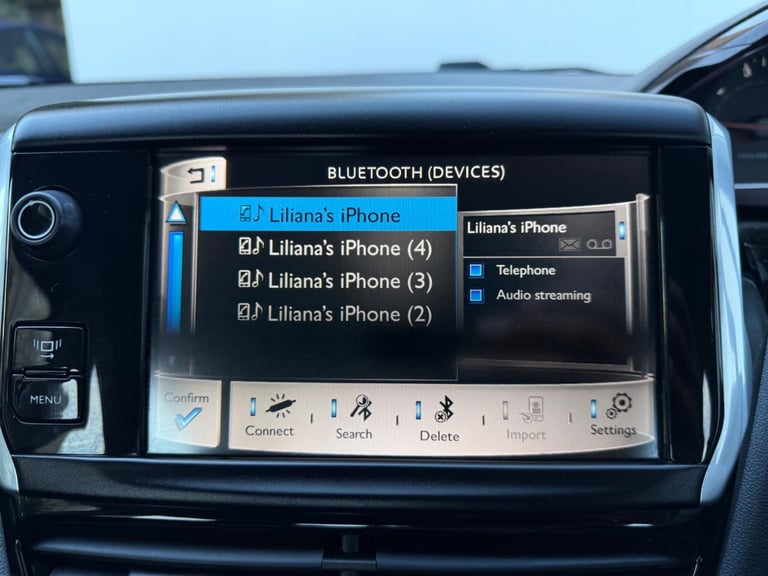 BLUETOOTH (DEVICES)
Liliana's iPhone
Liliana's iPhone (4)
Liliana's iPhone (3)
Liliana's iPhone (2)
Liliana's iPhone
Telephone
Audio streaming
MENU
Confirm
Connect
Search
Delete
Import
Settings